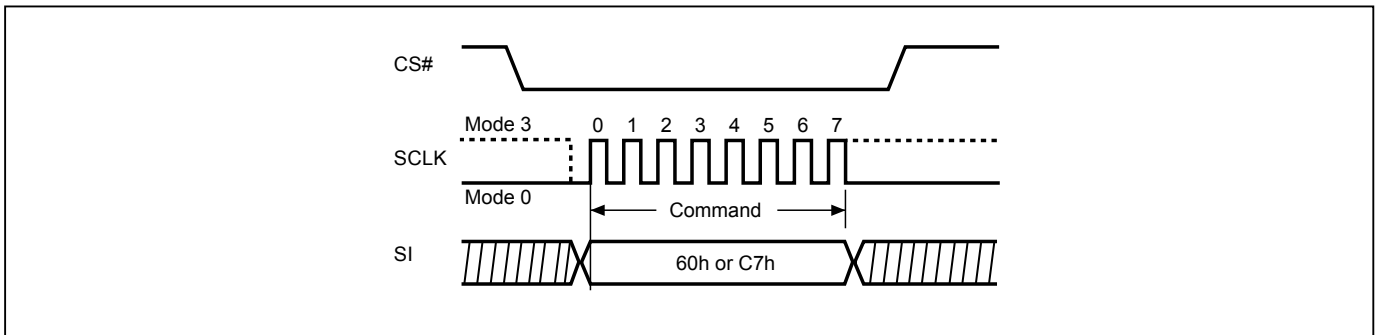 CS#
Mode 3
0 1 2 3 4 5 6 7
SCLK
Mode 0
Command
SI
60h or C7h